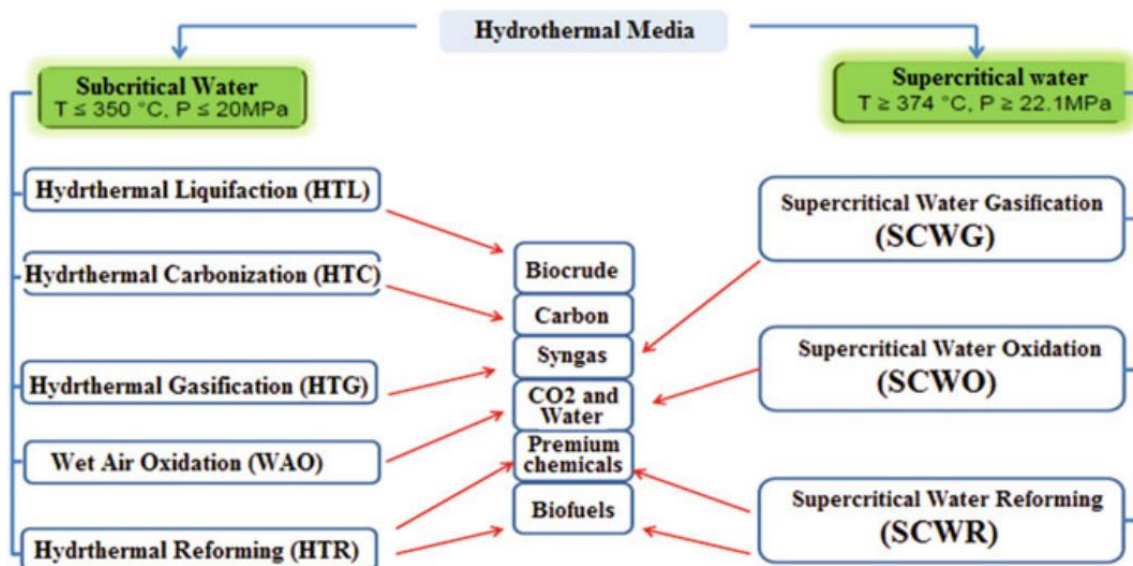 Hydrothermal Media
Subcritical Water
T ≤ 350 °C, P ≤ 20MPa
Supercritical water
T ≥ 374 °C, P ≥ 22.1MPa
Hydrthermal Liquifaction (HTL)
Hydrthermal Carbonization (HTC)
Hydrthermal Gasification (HTG)
Wet Air Oxidation (WAO)
Hydrthermal Reforming (HTR)
Biocrude
Carbon
Syngas
CO2 and
Water
Premium
chemicals
Biofuels
Supercritical Water Gasification
(SCWG)
Supercritical Water Oxidation
(SCWO)
Supercritical Water Reforming
(SCWR)